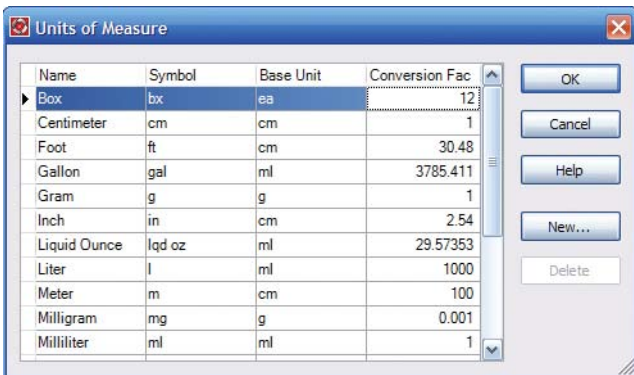 Units of Measure
Name Symbol Base Unit Conversion Fac
Box bx ea 12
Centimeter cm cm 1
Foot ft cm 30.48
Gallon gal ml 3785.411
Gram g g 1
Inch in cm 2.54
Liquid Ounce lqd oz ml 29.57353
Liter l ml 1000
Meter m cm 100
Milligram mg g 0.001
Milliliter ml ml 1
OK
Cancel
Help
New...
Delete